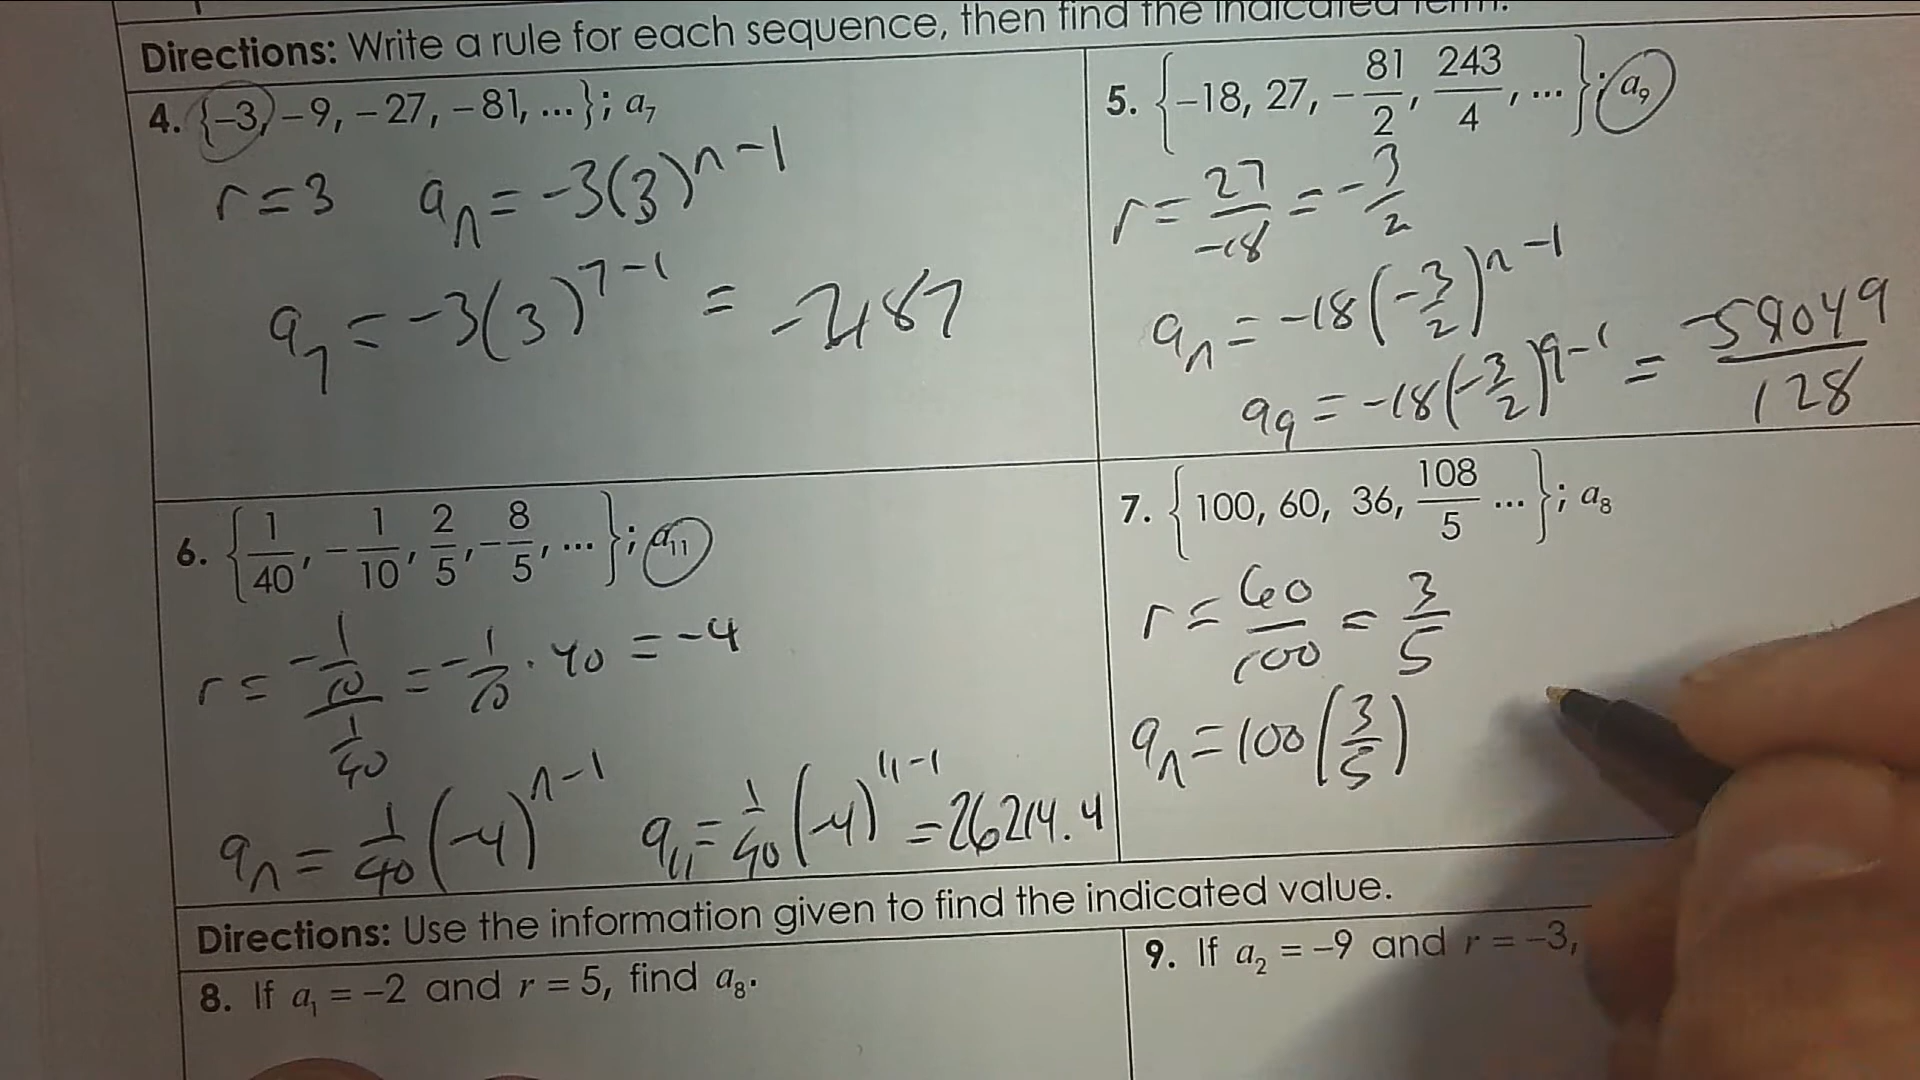 Directions: Write a rule for each sequence, then find the indicated term.
4. {-3, -9, -27, -81, ...}; a₇
r = 3   aₙ = -3(3)ⁿ⁻¹
a₇ = -3(3)⁷⁻¹ = -2187
5. {-18, 27, -81/2, 243/4, ...}; a₉
r = 27/-18 = -3/2
aₙ = -18(-3/2)ⁿ⁻¹
a₉ = -18(-3/2)⁹⁻¹ = -59049/128
6. {1/40, -1/10, 2/5, -8/5, ...}; a₁₁
r = (-1/10)/(1/40) = -1/10 · 40 = -4
aₙ = 1/40(-4)ⁿ⁻¹   a₁₁ = 1/40(-4)¹¹⁻¹ = 26214.4
7. {100, 60, 36, 108/5 ...}; a₈
r = 60/100 = 3/5
aₙ = 100(3/5)
Directions: Use the information given to find the indicated value.
8. If a₁ = -2 and r = 5, find a₈.
9. If a₂ = -9 and r = -3,